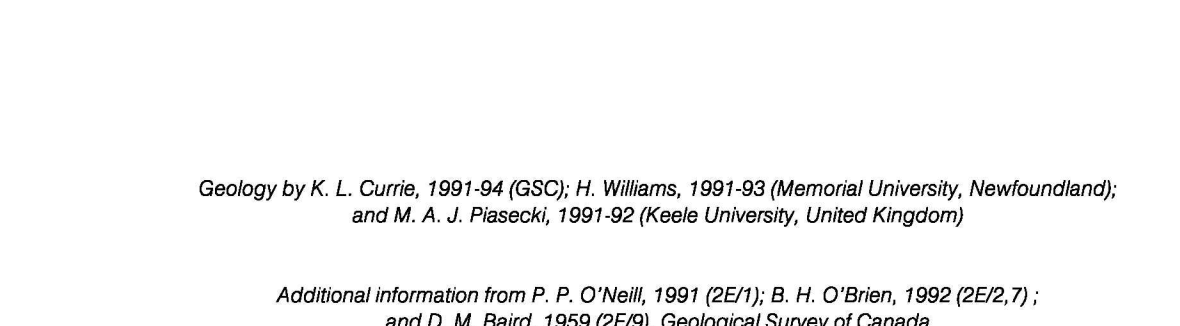 Geology by K. L. Currie, 1991-94 (GSC); H. Williams, 1991-93 (Memorial University, Newfoundland);
and M. A. J. Piasecki, 1991-92 (Keele University, United Kingdom)
Additional information from P. P. O'Neill, 1991 (2E/1); B. H. O'Brien, 1992 (2E/2,7) ;
and D. M. Baird, 1959 (2E/9), Geological Survey of Canada